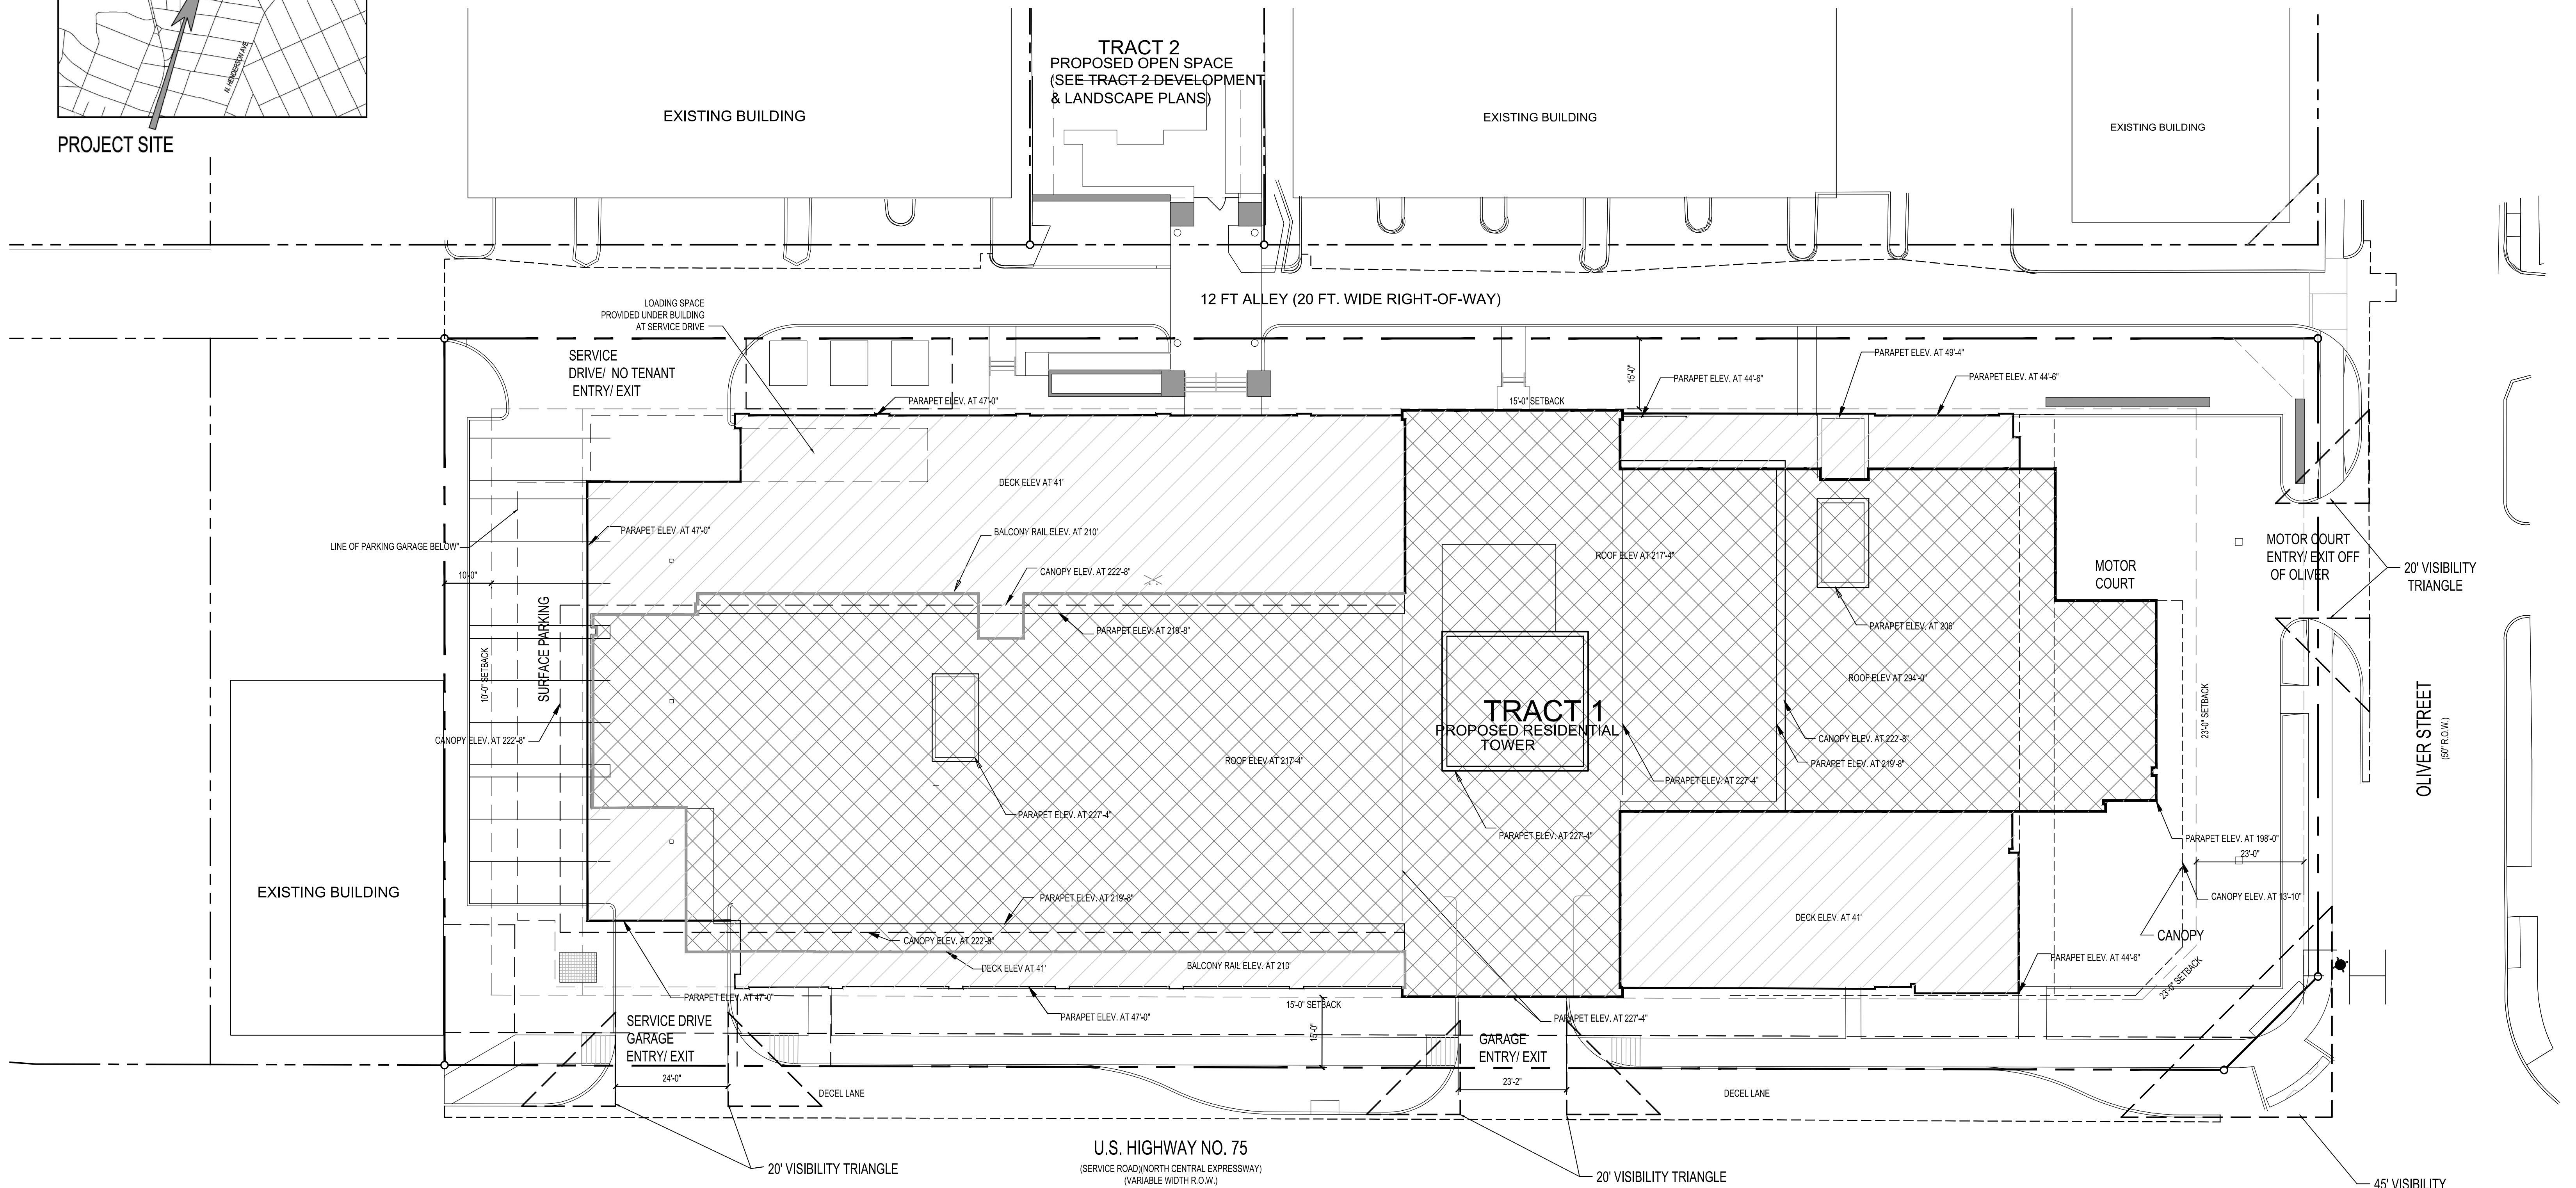 N. HENDERSON AVE.
PROJECT SITE
EXISTING BUILDING
TRACT 2
PROPOSED OPEN SPACE
(SEE TRACT 2 DEVELOPMENT
& LANDSCAPE PLANS)
EXISTING BUILDING
EXISTING BUILDING
12 FT ALLEY (20 FT. WIDE RIGHT-OF-WAY)
LOADING SPACE
PROVIDED UNDER BUILDING
AT SERVICE DRIVE
SERVICE
DRIVE/ NO TENANT
ENTRY/ EXIT
PARAPET ELEV. AT 47'-0"
15'-0" SETBACK
15'-0"
PARAPET ELEV. AT 44'-6"
PARAPET ELEV. AT 49'-4"
PARAPET ELEV. AT 44'-6"
DECK ELEV AT 41'
PARAPET ELEV. AT 47'-0"
LINE OF PARKING GARAGE BELOW"
BALCONY RAIL ELEV. AT 210'
CANOPY ELEV. AT 222'-8"
PARAPET ELEV. AT 219'-8"
10'-0"
10'-0" SETBACK
SURFACE PARKING
CANOPY ELEV. AT 222'-8"
ROOF ELEV AT 217'-4"
ROOF ELEV AT 217'-4"
PARAPET ELEV. AT 227'-4"
TRACT 1
PROPOSED RESIDENTIAL
TOWER
PARAPET ELEV. AT 227'-4"
PARAPET ELEV. AT 227'-4"
CANOPY ELEV. AT 222'-8"
PARAPET ELEV. AT 219'-8"
PARAPET ELEV. AT 206'
ROOF ELEV AT 294'-0"
MOTOR
COURT
MOTOR COURT
ENTRY/ EXIT OFF
OF OLIVER
20' VISIBILITY
TRIANGLE
23'-0" SETBACK
OLIVER STREET
(50' R.O.W.)
PARAPET ELEV. AT 198'-0"
23'-0"
CANOPY ELEV. AT 13'-10"
CANOPY
PARAPET ELEV. AT 44'-6"
23'-0" SETBACK
DECK ELEV. AT 41'
EXISTING BUILDING
PARAPET ELEV. AT 219'-8"
CANOPY ELEV. AT 222'-8"
DECK ELEV AT 41'
BALCONY RAIL ELEV. AT 210'
PARAPET ELEV. AT 47'-0"
PARAPET ELEV. AT 47'-0"
15'-0" SETBACK
15'-0"
PARAPET ELEV. AT 227'-4"
SERVICE DRIVE
GARAGE
ENTRY/ EXIT
24'-0"
DECEL LANE
GARAGE
ENTRY/ EXIT
23'-2"
DECEL LANE
20' VISIBILITY TRIANGLE
U.S. HIGHWAY NO. 75
(SERVICE ROAD)(NORTH CENTRAL EXPRESSWAY)
(VARIABLE WIDTH R.O.W.)
20' VISIBILITY TRIANGLE
45' VISIBILITY